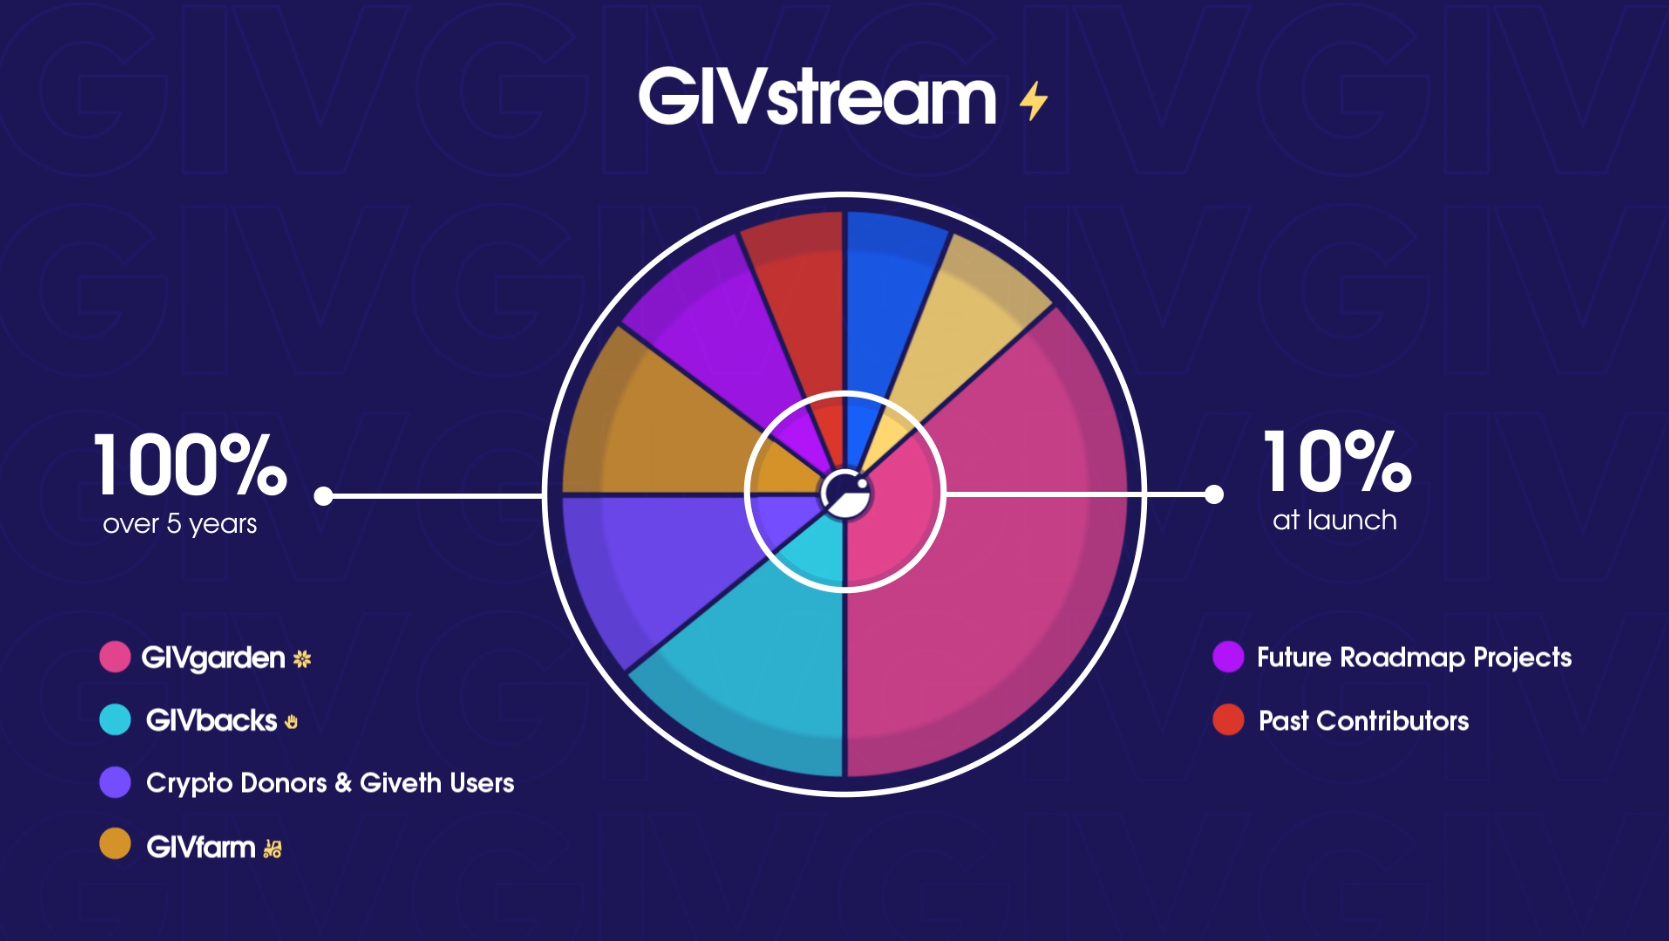 GIVstream
100%
over 5 years
10%
at launch
GIVgarden
GIVbacks
Crypto Donors & Giveth Users
GIVfarm
Future Roadmap Projects
Past Contributors